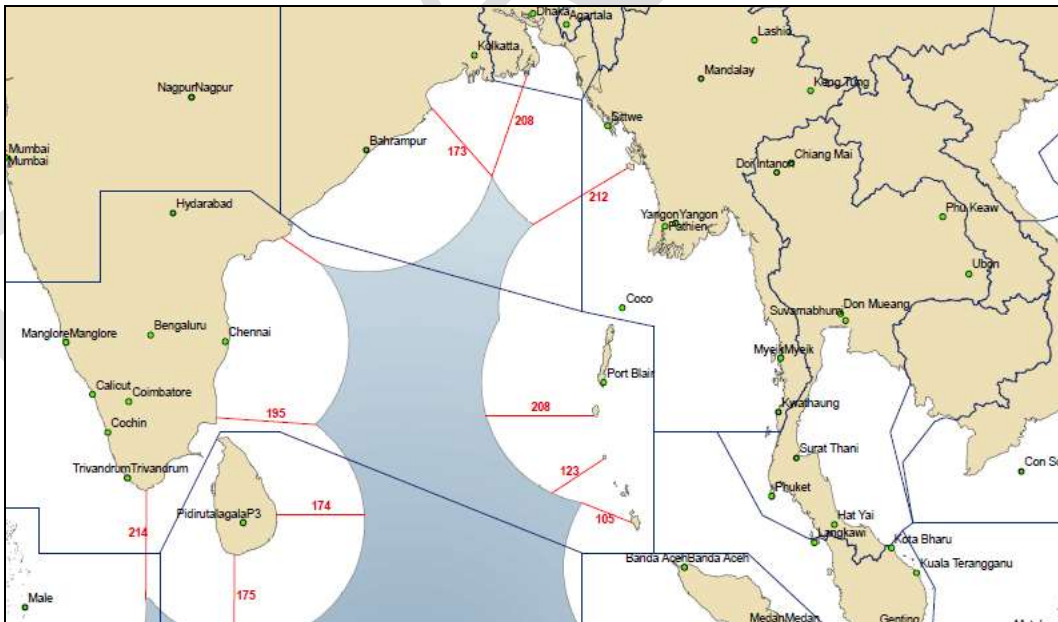 Dhaka
Agartala
Lashio
Kolkatta
Mandalay
NagpurNagpur
Keng Tung
208
Sittwe
Bahrampur
173
Mumbai
Mumbai
Chiang Mai
Doi Intanon
212
Hydarabad
YangonYangon
Pathien
Phu Keaw
Ubon
Coco
Don Mueang
Suvarnabhumi
Bengaluru
MangloreManglore
Chennai
MyeikMyeik
Port Blair
Calicut
Coimbatore
195
208
Kwathaung
Cochin
Surat Thani
123
TrivandrumTrivandrum
Con So
Phuket
174
PidirutalagalaP3
105
Hat Yai
214
Langkawi
Kota Bharu
Banda AcehBanda Aceh
Kuala Terangganu
175
Male
MedanMedan
Genting